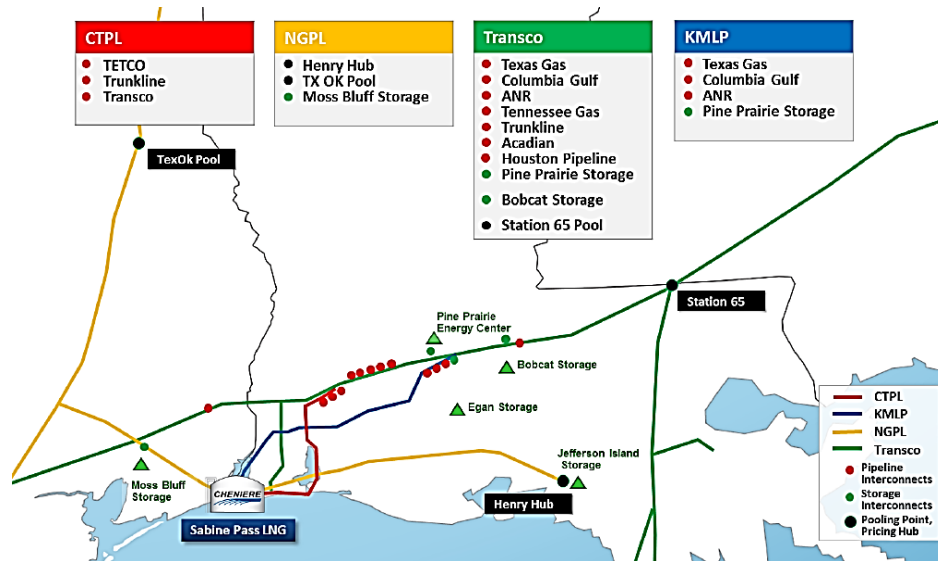 CTPL
TETCO
Trunkline
Transco
NGPL
Henry Hub
TX OK Pool
Moss Bluff Storage
Transco
Texas Gas
Columbia Gulf
ANR
Tennessee Gas
Trunkline
Acadian
Houston Pipeline
Pine Prairie Storage
Bobcat Storage
Station 65 Pool
KMLP
Texas Gas
Columbia Gulf
ANR
Pine Prairie Storage
TexOk Pool
Station 65
Pine Prairie
Energy Center
Bobcat Storage
Egan Storage
Jefferson Island
Storage
Henry Hub
Moss Bluff
Storage
CHENIERE
Sabine Pass LNG
CTPL
KMLP
NGPL
Transco
Pipeline
Interconnects
Storage
Interconnects
Pooling Point,
Pricing Hub